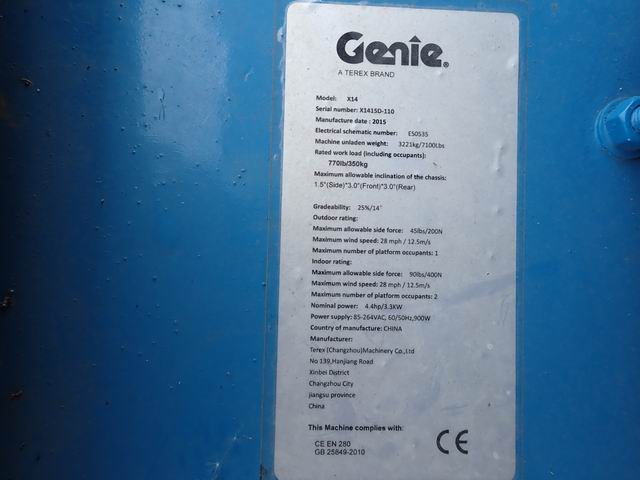 Genie®
A TEREX BRAND
Model: X14
Serial number: X1415D-110
Manufacture date : 2015
Electrical schematic number: ES0535
Machine unladen weight: 3221kg/7100Lbs
Rated work load (including occupants):
770lb/350kg
Maximum allowable inclination of the chassis:
1.5°(Side)*3.0°(Front)*3.0°(Rear)
Gradeability: 25%/14°
Outdoor rating:
Maximum allowable side force: 45lbs/200N
Maximum wind speed: 28 mph / 12.5m/s
Maximum number of platform occupants: 1
Indoor rating:
Maximum allowable side force: 90lbs/400N
Maximum wind speed: 28 mph / 12.5m/s
Maximum number of platform occupants: 2
Nominal power: 4.4hp/3.3KW
Power supply: 85-264VAC, 60/50Hz,900W
Country of manufacture: CHINA
Manufacturer:
Terex (Changzhou)Machinery Co.,Ltd
No 139,Hanjiang Road
Xinbei District
Changzhou City
jiangsu province
China
This Machine complies with:
CE EN 280
GB 25849-2010
CE